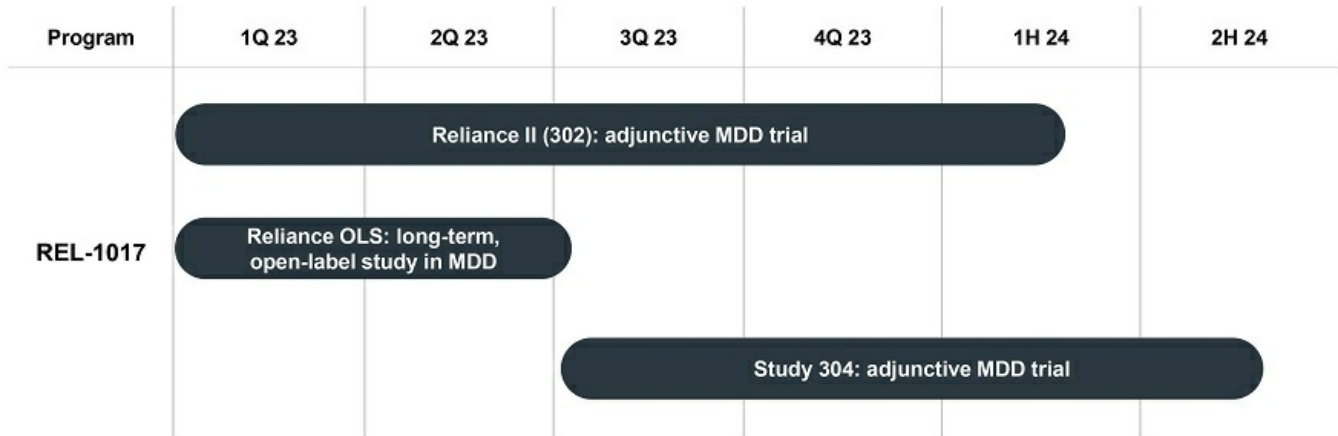 Program 1Q 23 2Q 23 3Q 23 4Q 23 1H 24 2H 24
Reliance II (302): adjunctive MDD trial
REL-1017
Reliance OLS: long-term,
open-label study in MDD
Study 304: adjunctive MDD trial